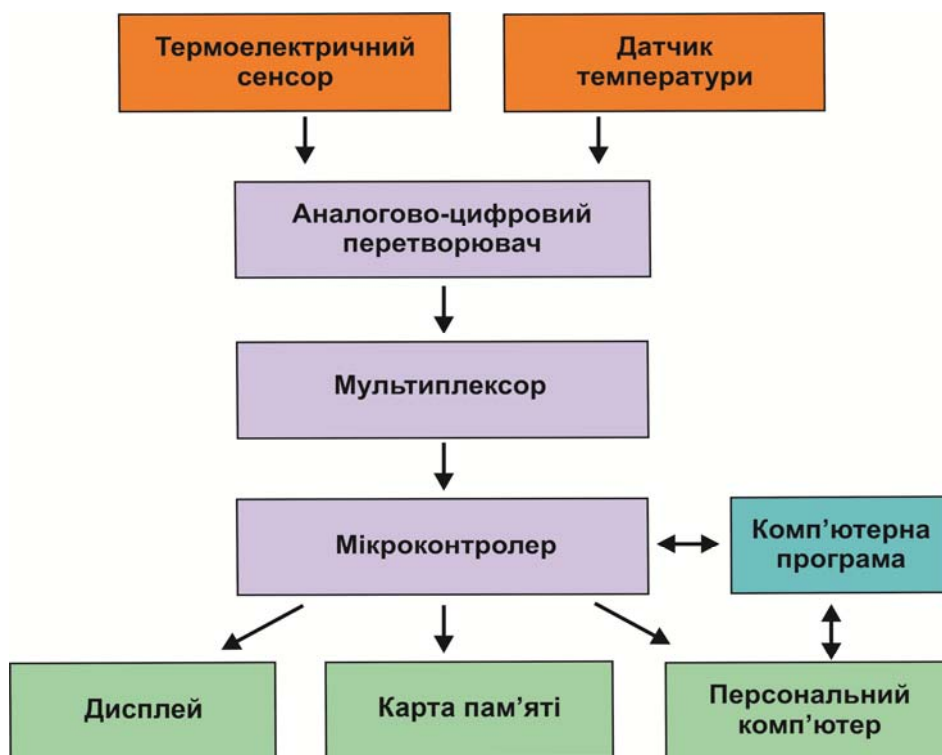 Термоелектричний
сенсор
Датчик
температури
Аналогово-цифровий
перетворювач
Мультиплексор
Мікроконтролер
Комп’ютерна
програма
Дисплей
Карта пам’яті
Персональний
комп’ютер